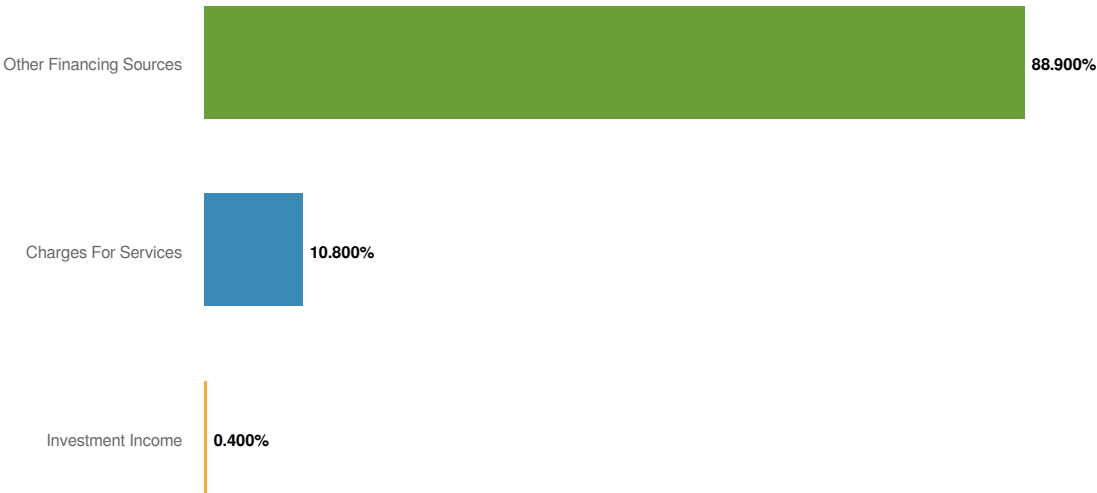 Other Financing Sources 88.900%
Charges For Services 10.800%
Investment Income 0.400%